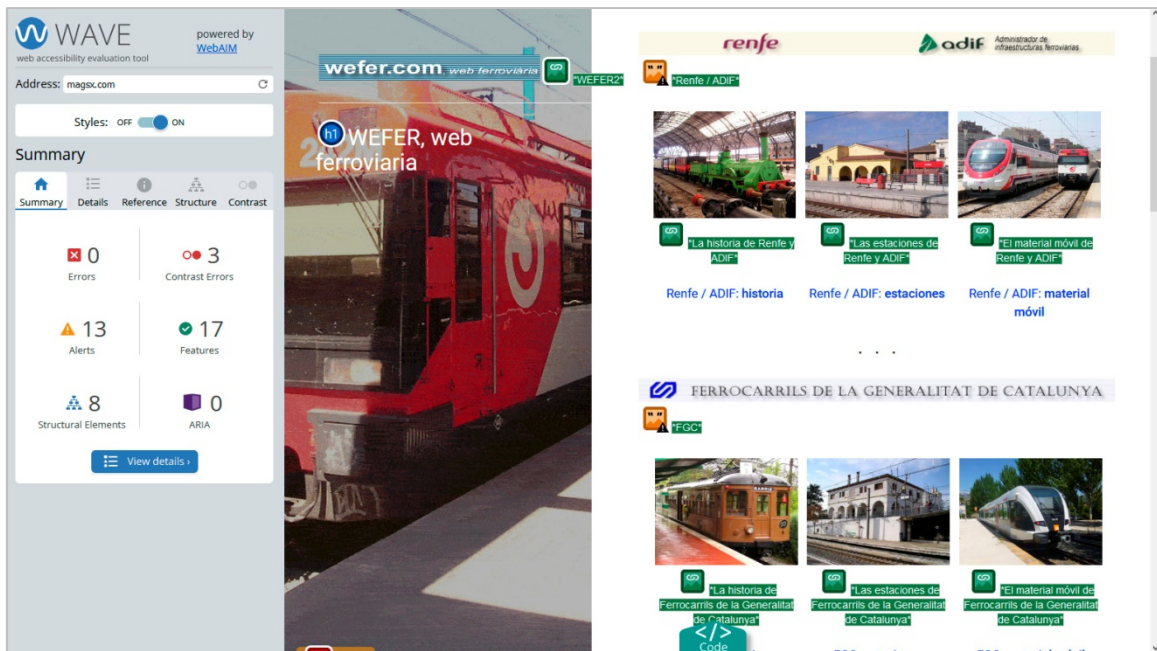 WAVE
powered by
WebAIM
web accessibility evaluation tool
Address: magsx.com
Styles: OFF ON
Summary
Summary Details Reference Structure Contrast
0
Errors
3
Contrast Errors
13
Alerts
17
Features
8
Structural Elements
0
ARIA
View details ›
wefer.com web ferroviària
*WEFER2*
h1 WEFER, web
ferroviaria
renfe
adif Administrador de
infraestructuras ferroviarias
*Renfe / ADIF*
*La historia de Renfe y
ADIF*
*Las estaciones de
Renfe y ADIF*
*El material móvil de
Renfe y ADIF*
Renfe / ADIF: historia
Renfe / ADIF: estaciones
Renfe / ADIF: material
móvil
. . .
FERROCARRILS DE LA GENERALITAT DE CATALUNYA
*FGC*
*La historia de
Ferrocarrils de la Generalitat
de Catalunya*
*Las estaciones de
Ferrocarrils de la Generalitat
de Catalunya*
*El material móvil de
Ferrocarrils de la Generalitat
de Catalunya*
</>
Code